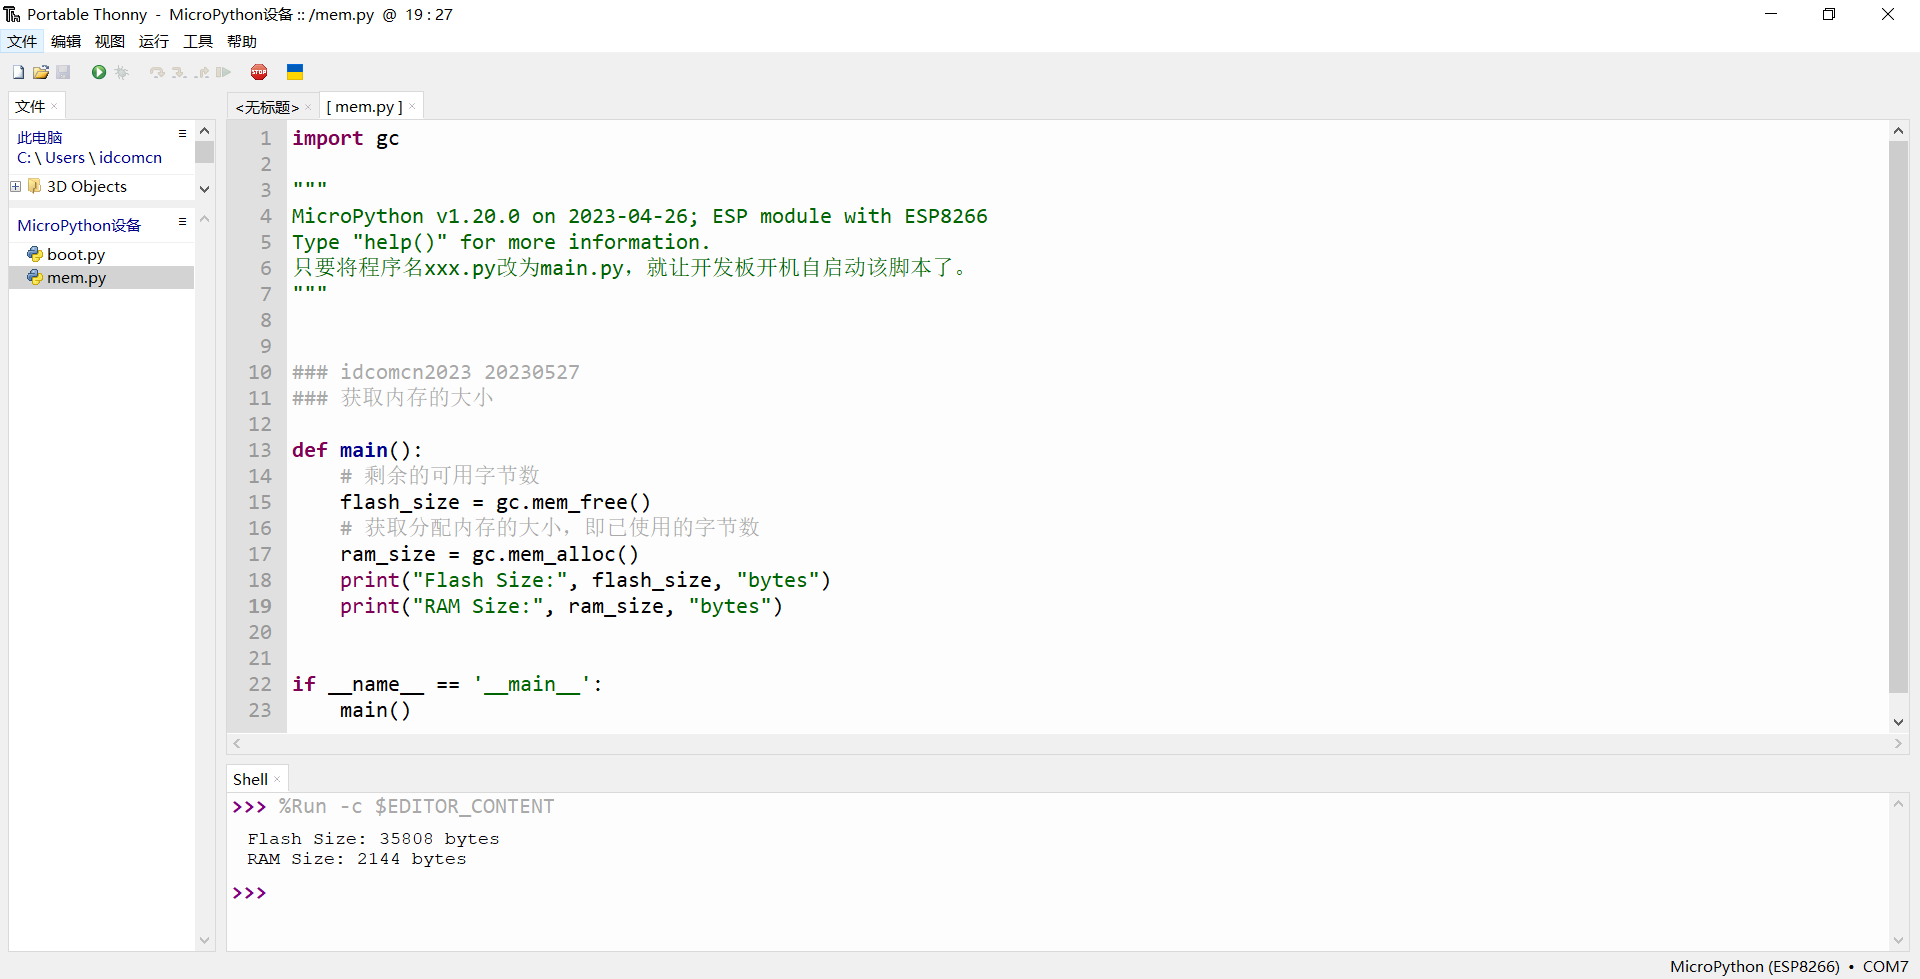 Portable Thonny - MicroPython设备 :: /mem.py @ 19 : 27
文件 编辑 视图 运行 工具 帮助
STOP
文件
此电脑
C: \ Users \ idcomcn
3D Objects
MicroPython设备
boot.py
mem.py
<无标题>
[ mem.py ]
1 import gc
2
3 """
4 MicroPython v1.20.0 on 2023-04-26; ESP module with ESP8266
5 Type "help()" for more information.
6 只要将程序名xxx.py改为main.py，就让开发板开机自启动该脚本了。
7 """
8
9
10 ### idcomcn2023 20230527
11 ### 获取内存的大小
12
13 def main():
14     # 剩余的可用字节数
15     flash_size = gc.mem_free()
16     # 获取分配内存的大小，即已使用的字节数
17     ram_size = gc.mem_alloc()
18     print("Flash Size:", flash_size, "bytes")
19     print("RAM Size:", ram_size, "bytes")
20
21
22 if __name__ == '__main__':
23     main()
Shell
>>> %Run -c $EDITOR_CONTENT
Flash Size: 35808 bytes
RAM Size: 2144 bytes
>>>
MicroPython (ESP8266) • COM7